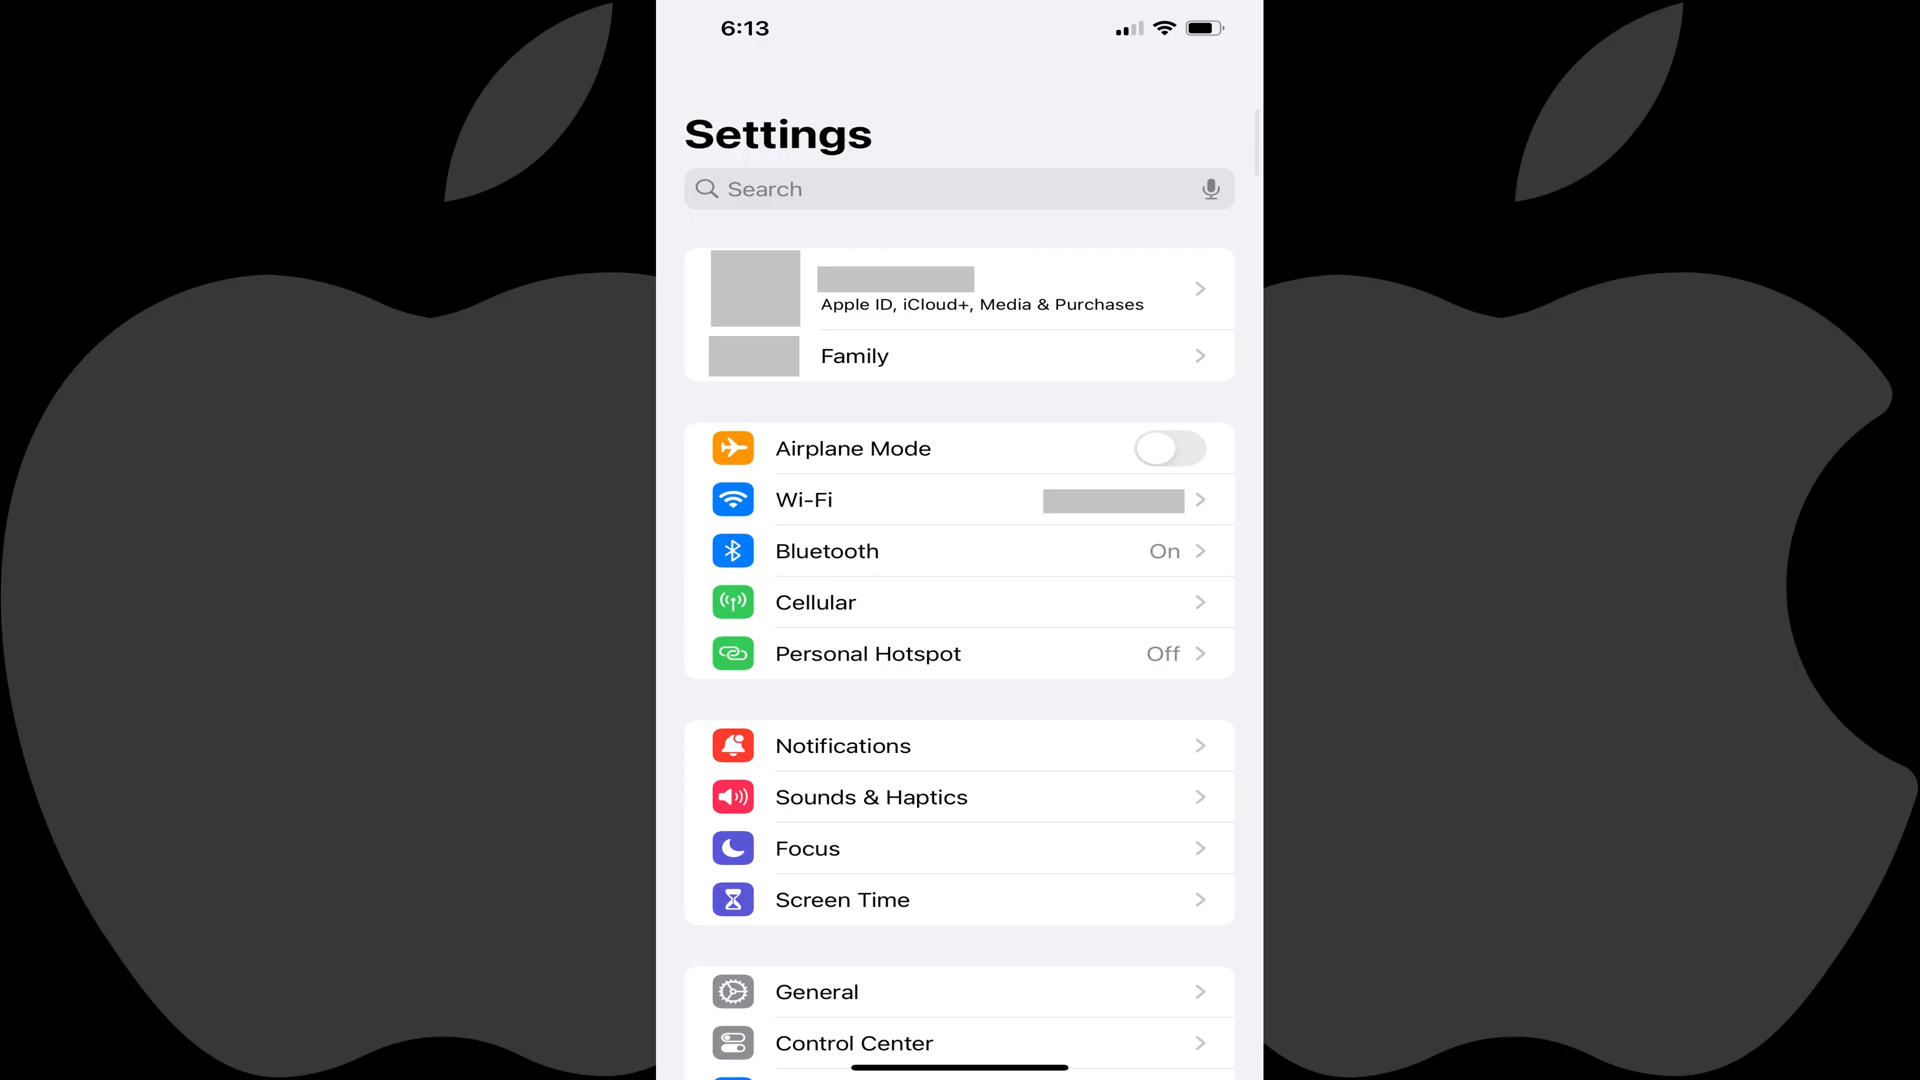 6:13
Settings
Search
Apple ID, iCloud+, Media & Purchases
Family
Airplane Mode
Wi-Fi
Bluetooth On
Cellular
Personal Hotspot Off
Notifications
Sounds & Haptics
Focus
Screen Time
General
Control Center